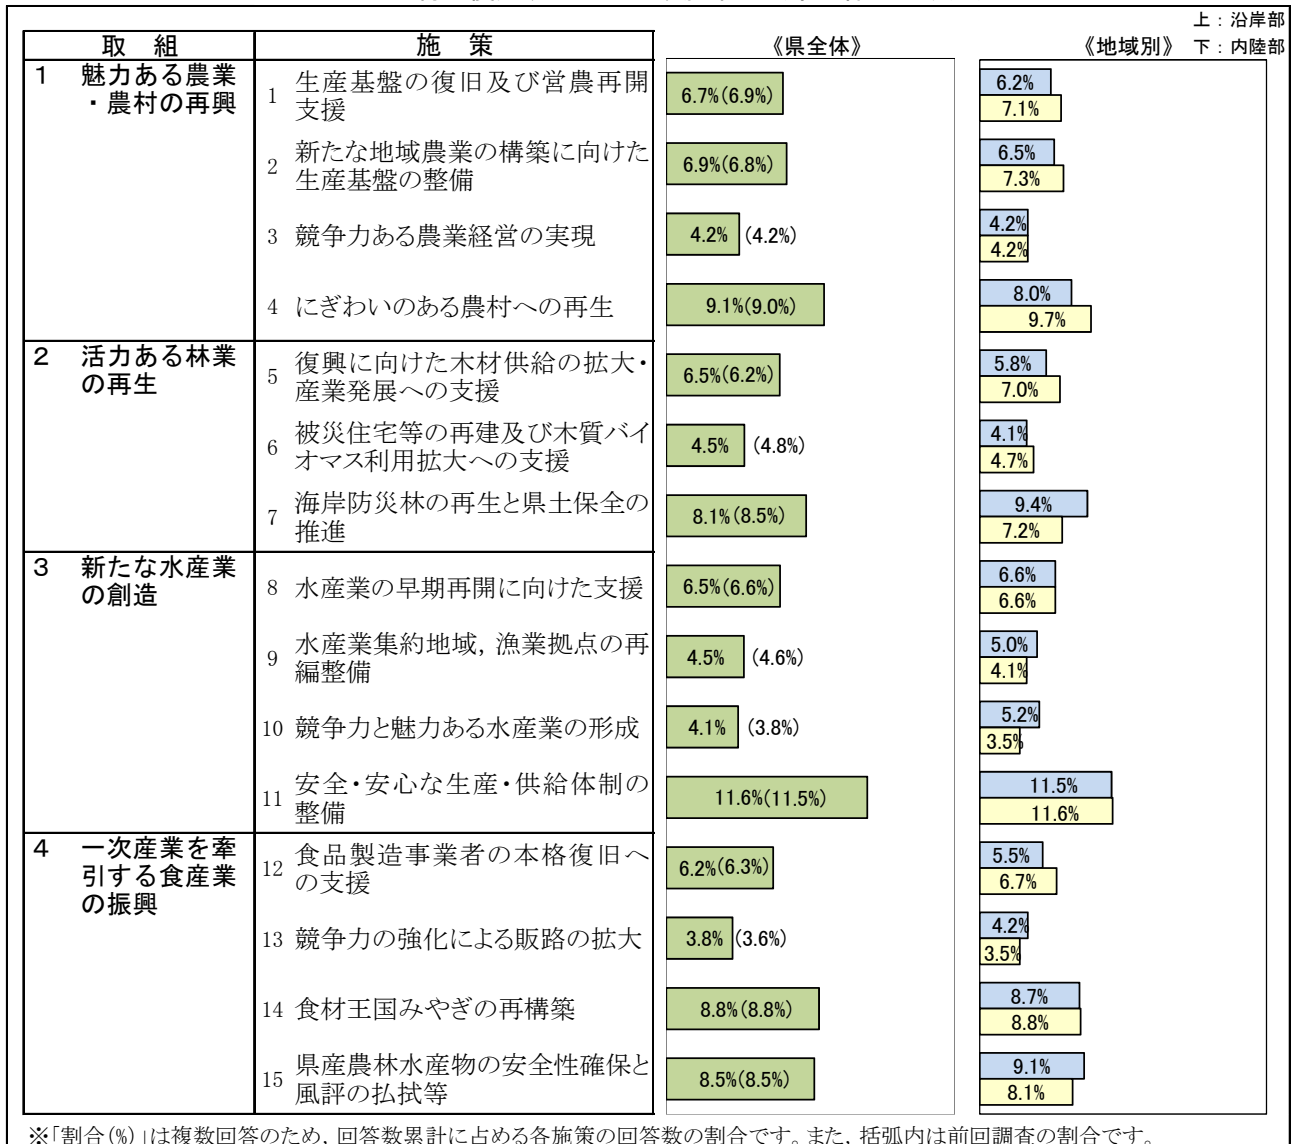 上：沿岸部
取　組　施　策　《県全体》　《地域別》　下：内陸部
1　魅力ある農業
・農村の再興
1　生産基盤の復旧及び営農再開
支援
6.7%(6.9%)
6.2%
7.1%
2　新たな地域農業の構築に向けた
生産基盤の整備
6.9%(6.8%)
6.5%
7.3%
3　競争力ある農業経営の実現
4.2%　(4.2%)
4.2%
4.2%
4　にぎわいのある農村への再生
9.1%(9.0%)
8.0%
9.7%
2　活力ある林業
の再生
5　復興に向けた木材供給の拡大・
産業発展への支援
6.5%(6.2%)
5.8%
7.0%
6　被災住宅等の再建及び木質バイ
オマス利用拡大への支援
4.5%　(4.8%)
4.1%
4.7%
7　海岸防災林の再生と県土保全の
推進
8.1%(8.5%)
9.4%
7.2%
3　新たな水産業
の創造
8　水産業の早期再開に向けた支援
6.5%(6.6%)
6.6%
6.6%
9　水産業集約地域，漁業拠点の再
編整備
4.5%　(4.6%)
5.0%
4.1%
10　競争力と魅力ある水産業の形成
4.1%　(3.8%)
5.2%
3.5%
11　安全・安心な生産・供給体制の
整備
11.6%(11.5%)
11.5%
11.6%
4　一次産業を牽
引する食産業
の振興
12　食品製造事業者の本格復旧へ
の支援
6.2%(6.3%)
5.5%
6.7%
13　競争力の強化による販路の拡大
3.8%　(3.6%)
4.2%
3.5%
14　食材王国みやぎの再構築
8.8%(8.8%)
8.7%
8.8%
15　県産農林水産物の安全性確保と
風評の払拭等
8.5%(8.5%)
9.1%
8.1%
※「割合(%)」は複数回答のため，回答数累計に占める各施策の回答数の割合です。また，括弧内は前回調査の割合です。